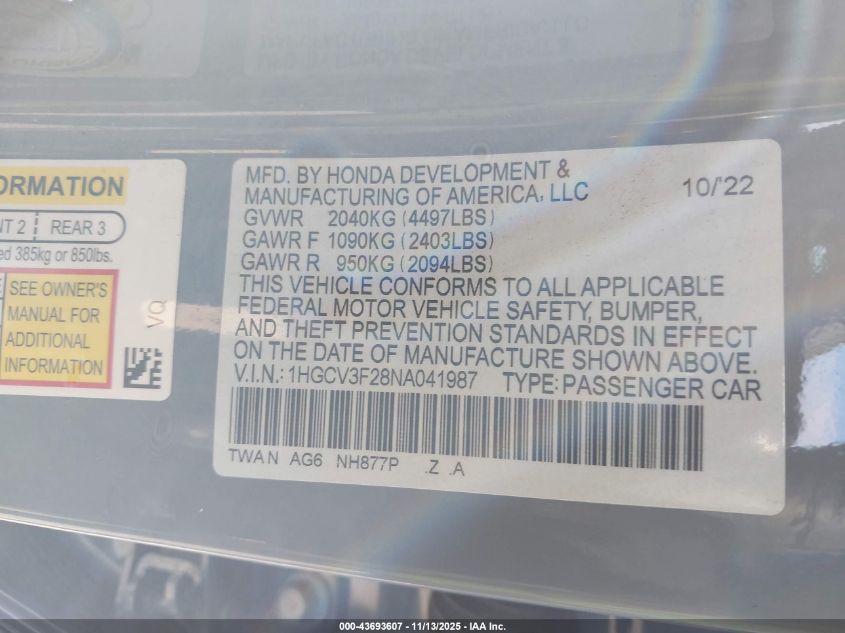 ORMATION
NT 2 REAR 3
ed 385kg or 850lbs.
SEE OWNER'S
MANUAL FOR
ADDITIONAL
INFORMATION
VQ
MFD. BY HONDA DEVELOPMENT &
MANUFACTURING OF AMERICA, LLC 10/'22
GVWR 2040KG (4497LBS)
GAWR F 1090KG (2403LBS)
GAWR R 950KG (2094LBS)
THIS VEHICLE CONFORMS TO ALL APPLICABLE
FEDERAL MOTOR VEHICLE SAFETY, BUMPER,
AND THEFT PREVENTION STANDARDS IN EFFECT
ON THE DATE OF MANUFACTURE SHOWN ABOVE.
V.I.N.: 1HGCV3F28NA041987 TYPE: PASSENGER CAR
TWAN AG6 NH877P .Z .A
000-43693607 - 11/13/2025 - IAA Inc.